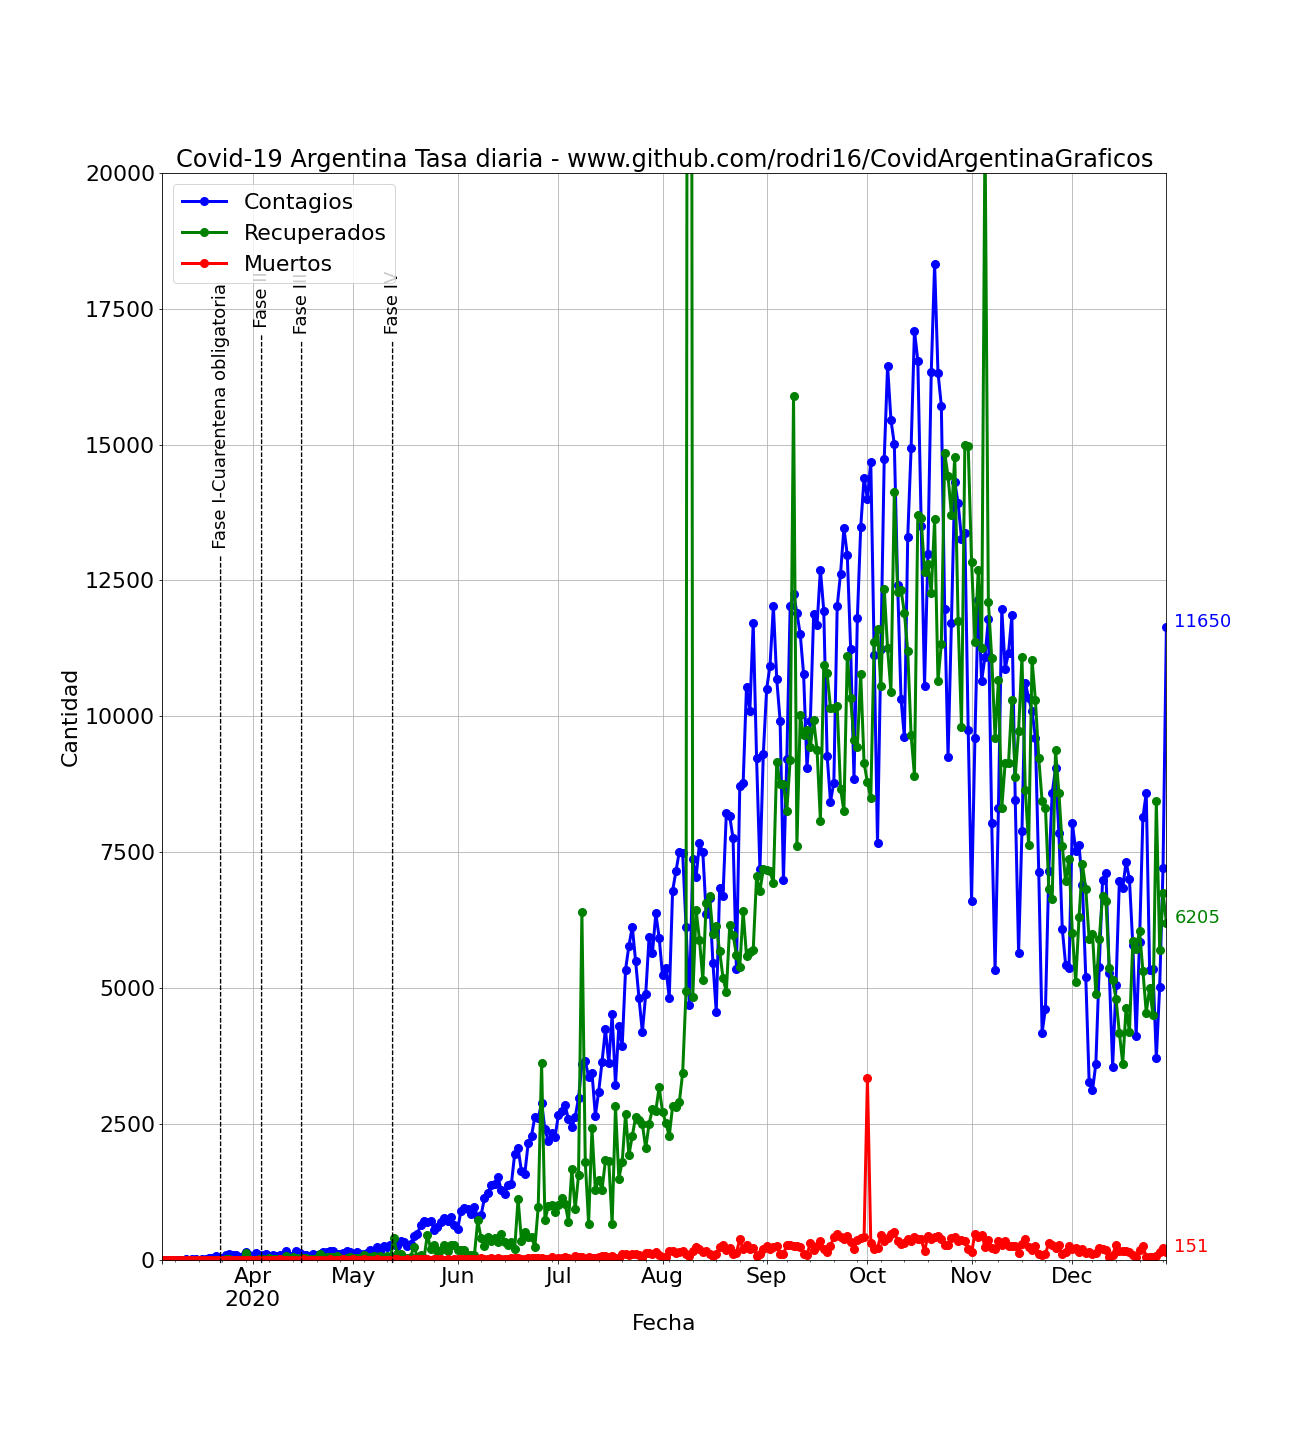 Covid-19 Argentina Tasa diaria - www.github.com/rodri16/CovidArgentinaGraficos
Contagios
Recuperados
Muertos
Fase I-Cuarentena obligatoria
Fase II
Fase III
Fase IV
20000
17500
15000
12500
10000
7500
5000
2500
0
Cantidad
11650
6205
151
Apr
2020
May
Jun
Jul
Aug
Sep
Oct
Nov
Dec
Fecha